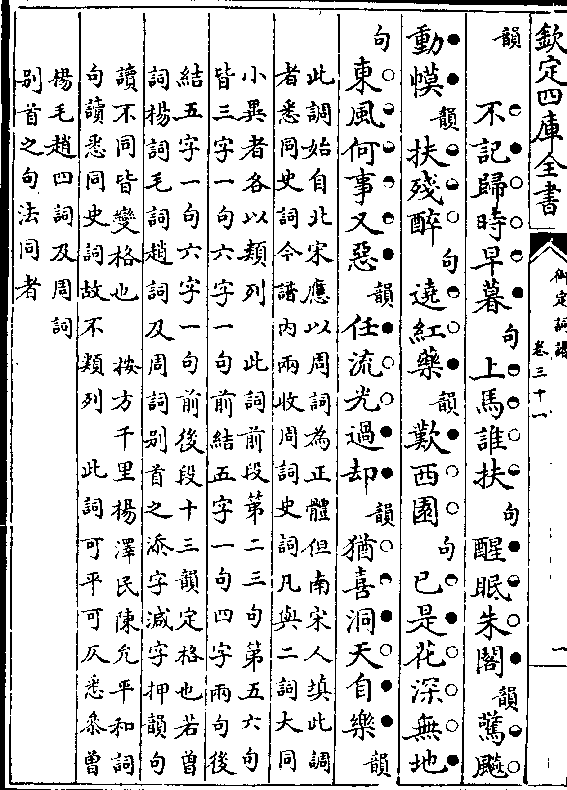 欽定四庫全書
御定詞譜
卷三十一
一
韻 不記歸時早暮 句 上馬誰扶 句 醒眠朱閣 韻 驚飈
動幙 韻 扶殘醉 句 遶紅藥 韻 歎西園 句 已是花深無地
句 東風何事又惡 韻 任流光過却 韻 猶喜洞天自樂 韻
此調始自北宋應以周詞為正體但南宋人填此調
者悉同史詞今譜内兩收周詞史詞凡與二詞大同
小異者各以類列 此詞前段第二三句第五六句
皆三字一句六字一句前結五字一句四字兩句後
結五字一句六字一句前後段十三韻定格也若曽
詞楊詞毛詞趙詞及周詞别首之添字減字押韻句
讀不同皆變格也 按方千里楊澤民陳允平和詞
句讀悉同史詞故不類列 此詞可平可仄悉叅曽
楊毛趙四詞及周詞
别首之句法同者